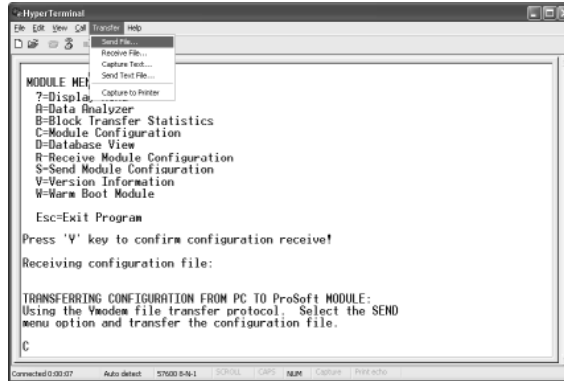 HyperTerminal
File Edit View Call Transfer Help
Send File...
Receive File...
Capture Text...
Send Text File...
Capture to Printer
MODULE MEN
?=Display
A=Data Analyzer
B=Block Transfer Statistics
C=Module Configuration
D=Database View
R=Receive Module Configuration
S=Send Module Configuration
V=Version Information
W=Warm Boot Module
Esc=Exit Program
Press 'Y' key to confirm configuration receive!
Receiving configuration file:
TRANSFERRING CONFIGURATION FROM PC TO ProSoft MODULE:
Using the Ymodem file transfer protocol. Select the SEND
menu option and transfer the configuration file.
C
Connected 0:00:07 Auto detect 57600 8-N-1 SCROLL CAPS NUM Capture Print echo